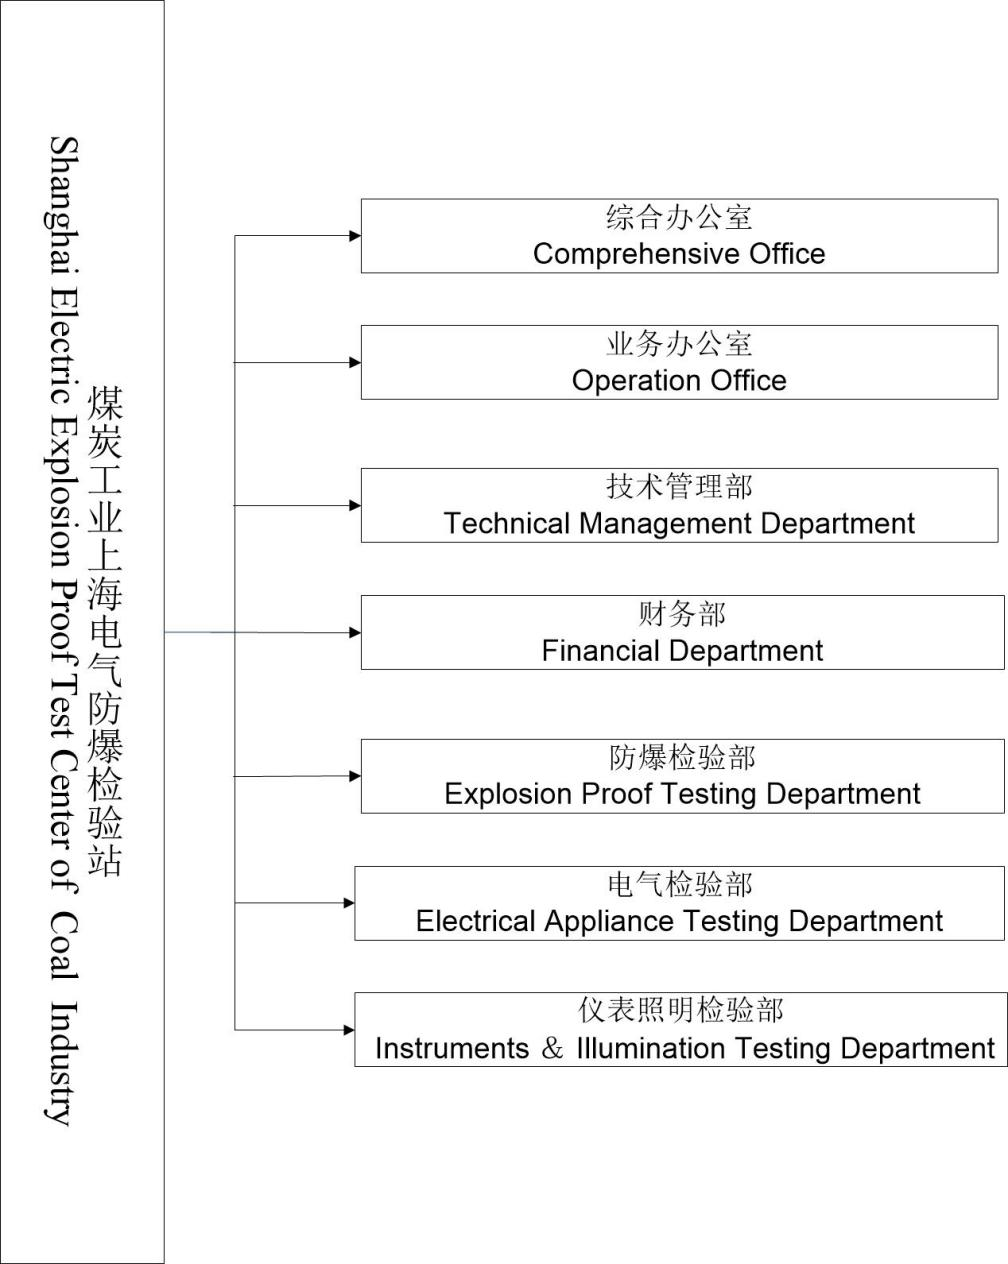 煤炭工业上海电气防爆检验站
Shanghai Electric Explosion Proof Test Center of Coal Industry
综合办公室
Comprehensive Office
业务办公室
Operation Office
技术管理部
Technical Management Department
财务部
Financial Department
防爆检验部
Explosion Proof Testing Department
电气检验部
Electrical Appliance Testing Department
仪表照明检验部
Instruments & Illumination Testing Department